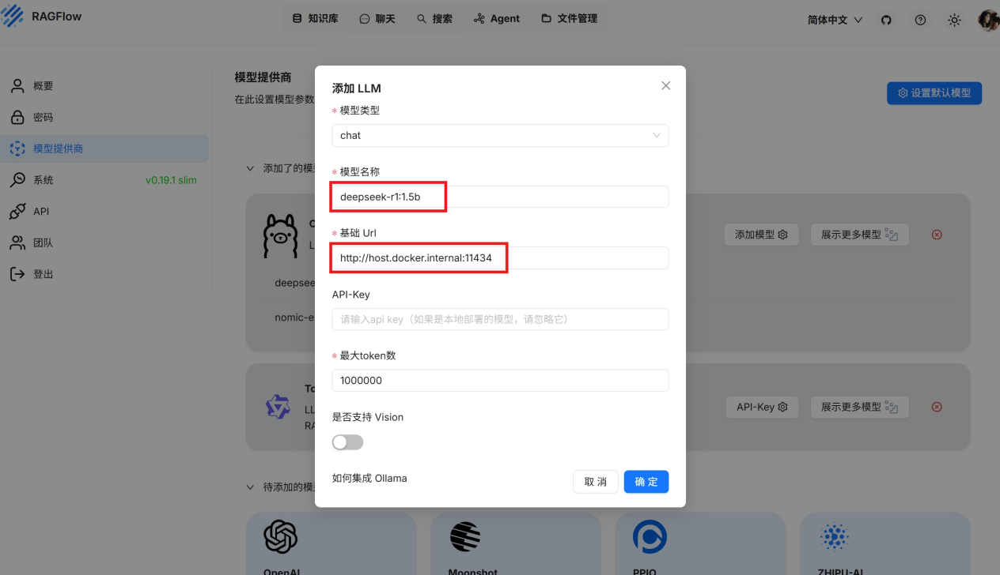 RAGFlow
知识库
聊天
搜索
Agent
文件管理
简体中文
概要
密码
模型提供商
系统
v0.19.1 slim
API
团队
登出
模型提供商
在此设置模型参数
设置默认模型
添加了的模
添加模型
展示更多模型
deepsee
nomic-e
To
LL
RA
API-Key
展示更多模型
待添加的模
OpenAI
Moonshot
PPIO
ZHIPU-AI
添加 LLM
* 模型类型
chat
* 模型名称
deepseek-r1:1.5b
* 基础 Url
http://host.docker.internal:11434
API-Key
请输入api key（如果是本地部署的模型，请忽略它）
* 最大token数
1000000
是否支持 Vision
如何集成 Ollama
取 消
确 定